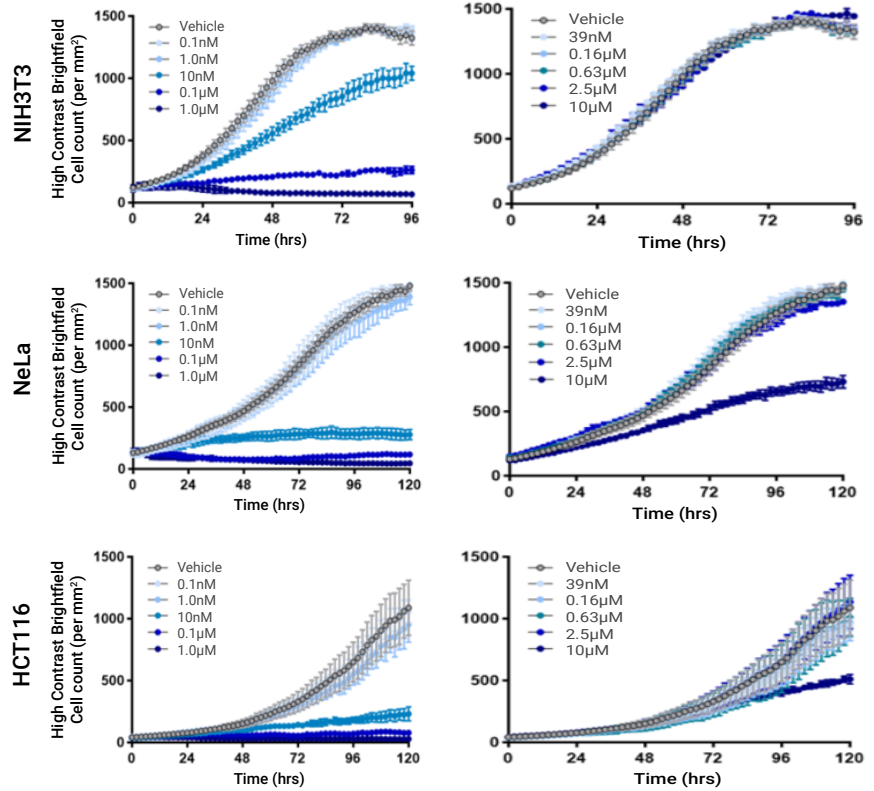 NIH3T3
High Contrast Brightfield
Cell count (per mm²)
1500
1000
500
0
Vehicle
0.1nM
1.0nM
10nM
0.1µM
1.0µM
0 24 48 72 96
Time (hrs)
1500
1000
500
0
Vehicle
39nM
0.16µM
0.63µM
2.5µM
10µM
0 24 48 72 96
Time (hrs)
NeLa
High Contrast Brightfield
Cell count (per mm²)
1500
1000
500
0
Vehicle
0.1nM
1.0nM
10nM
0.1µM
1.0µM
0 24 48 72 96 120
Time (hrs)
1500
1000
500
0
Vehicle
39nM
0.16µM
0.63µM
2.5µM
10µM
0 24 48 72 96 120
Time (hrs)
HCT116
High Contrast Brightfield
Cell count (per mm²)
1500
1000
500
0
Vehicle
0.1nM
1.0nM
10nM
0.1µM
1.0µM
0 24 48 72 96 120
Time (hrs)
1500
1000
500
0
Vehicle
39nM
0.16µM
0.63µM
2.5µM
10µM
0 24 48 72 96 120
Time (hrs)